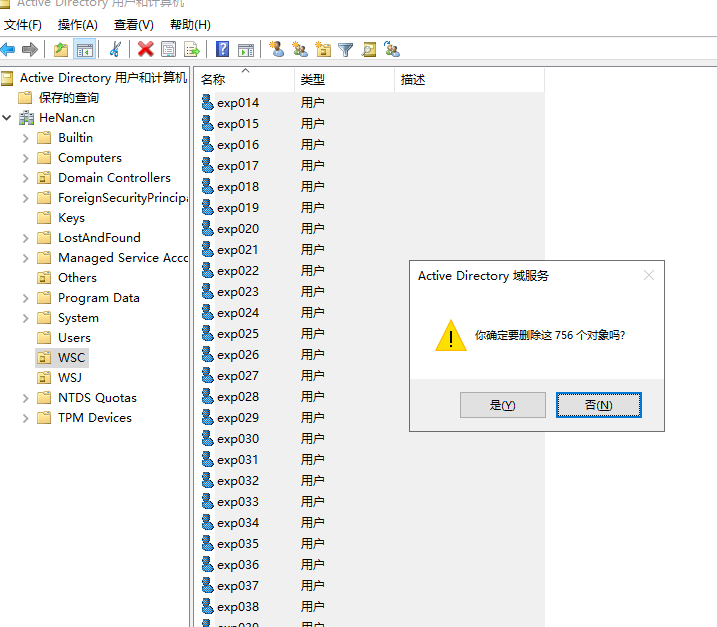 Active Directory 用户和计算机
文件(F) 操作(A) 查看(V) 帮助(H)
Active Directory 用户和计算机
保存的查询
HeNan.cn
Builtin
Computers
Domain Controllers
ForeignSecurityPrincipa
Keys
LostAndFound
Managed Service Acco
Others
Program Data
System
Users
WSC
WSJ
NTDS Quotas
TPM Devices
名称 类型 描述
exp014 用户
exp015 用户
exp016 用户
exp017 用户
exp018 用户
exp019 用户
exp020 用户
exp021 用户
exp022 用户
exp023 用户
exp024 用户
exp025 用户
exp026 用户
exp027 用户
exp028 用户
exp029 用户
exp030 用户
exp031 用户
exp032 用户
exp033 用户
exp034 用户
exp035 用户
exp036 用户
exp037 用户
exp038 用户
exp039 用户
Active Directory 域服务
你确定要删除这 756 个对象吗?
是(Y) 否(N)